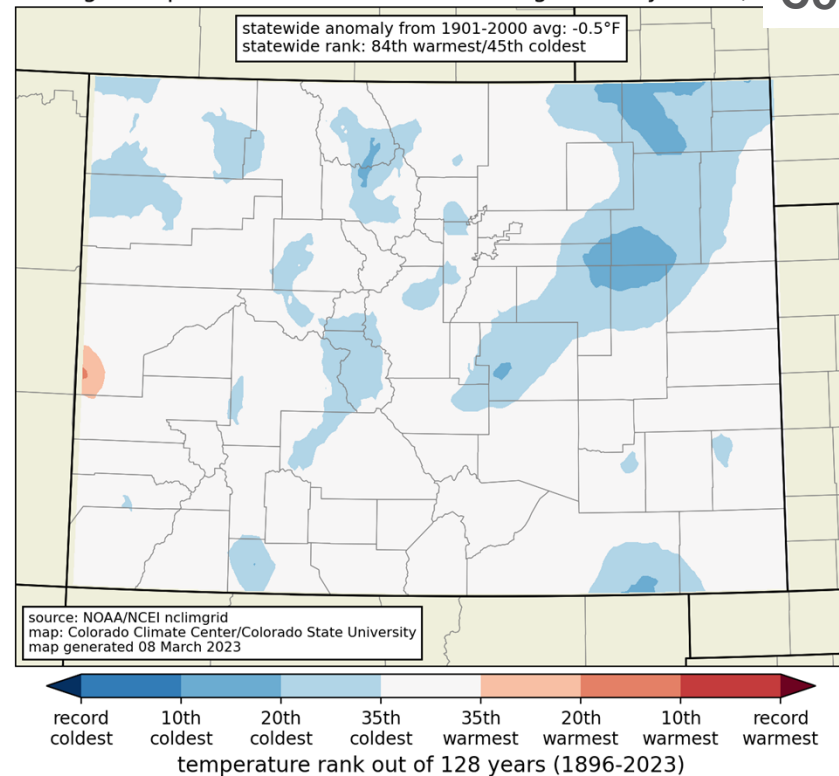 statewide anomaly from 1901-2000 avg: -0.5°F
statewide rank: 84th warmest/45th coldest
source: NOAA/NCEI nclimgrid
map: Colorado Climate Center/Colorado State University
map generated 08 March 2023
record coldest 10th coldest 20th coldest 35th coldest 35th warmest 20th warmest 10th warmest record warmest
temperature rank out of 128 years (1896-2023)